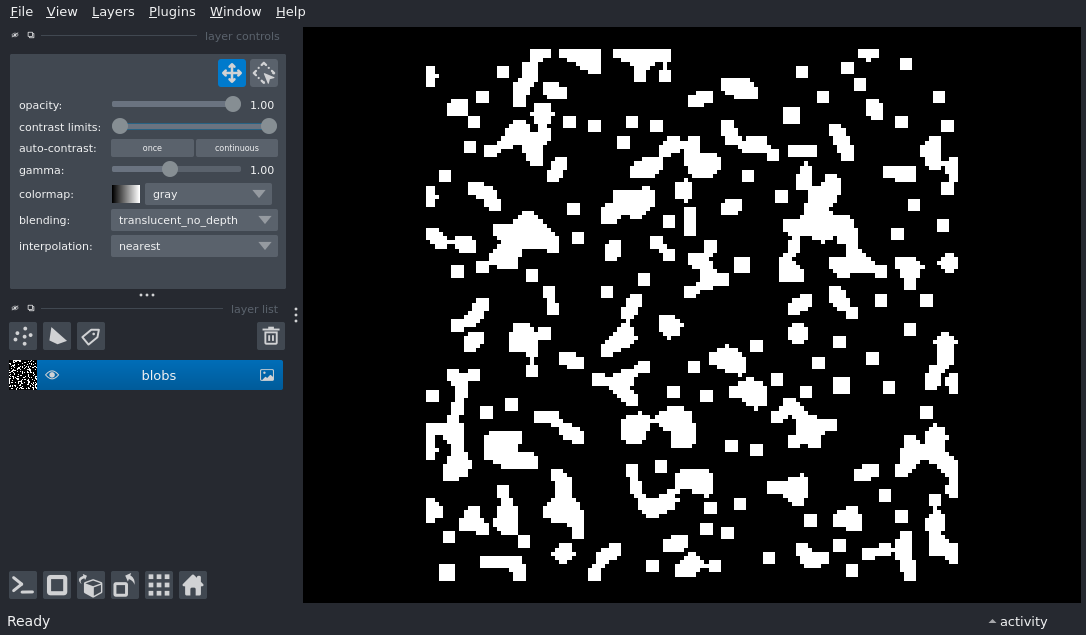 File View Layers Plugins Window Help
layer controls
opacity: 1.00
contrast limits:
auto-contrast: once continuous
gamma: 1.00
colormap: gray
blending: translucent_no_depth
interpolation: nearest
layer list
blobs
Ready
activity